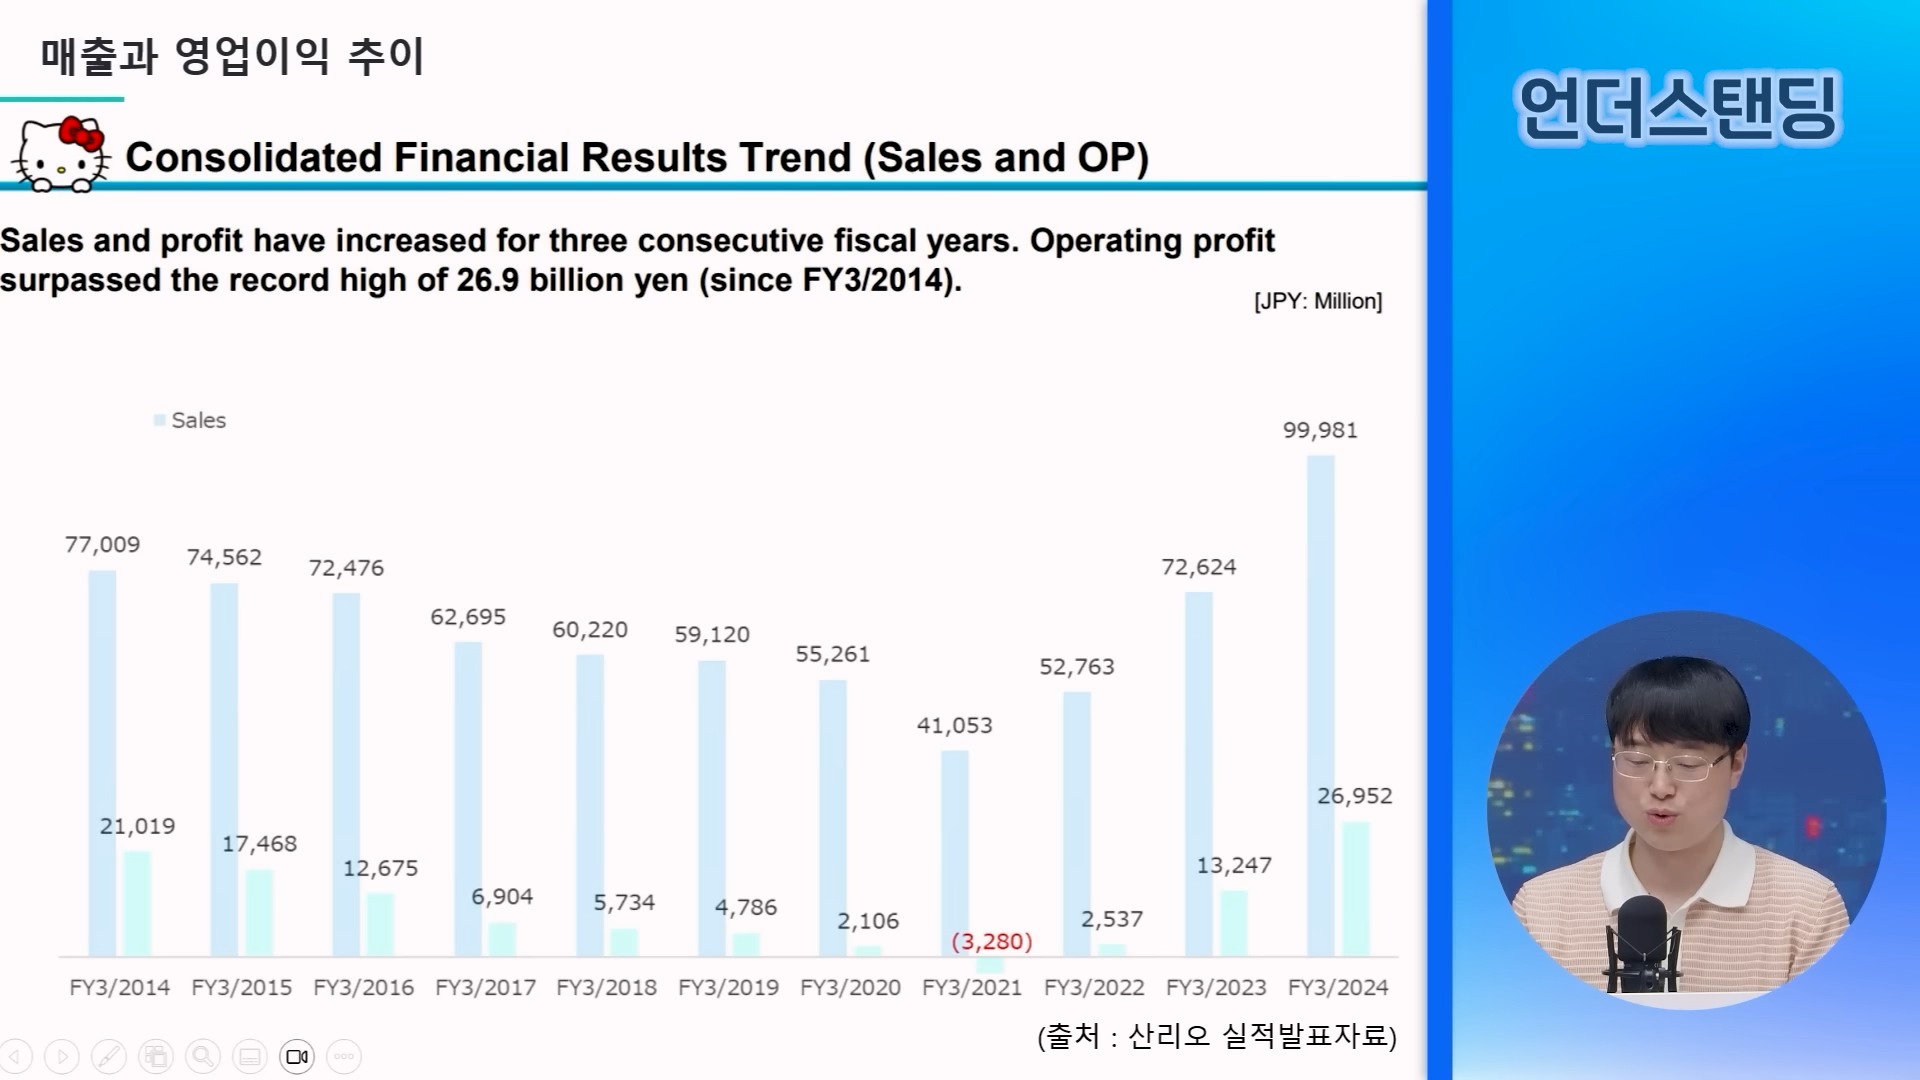 매출과 영업이익 추이
언더스탠딩
Consolidated Financial Results Trend (Sales and OP)
Sales and profit have increased for three consecutive fiscal years. Operating profit
surpassed the record high of 26.9 billion yen (since FY3/2014).
[JPY: Million]
Sales
77,009 74,562 72,476 62,695 60,220 59,120 55,261 41,053 52,763 72,624 99,981
21,019 17,468 12,675 6,904 5,734 4,786 2,106 (3,280) 2,537 13,247 26,952
FY3/2014 FY3/2015 FY3/2016 FY3/2017 FY3/2018 FY3/2019 FY3/2020 FY3/2021 FY3/2022 FY3/2023 FY3/2024
(출처 : 산리오 실적발표자료)